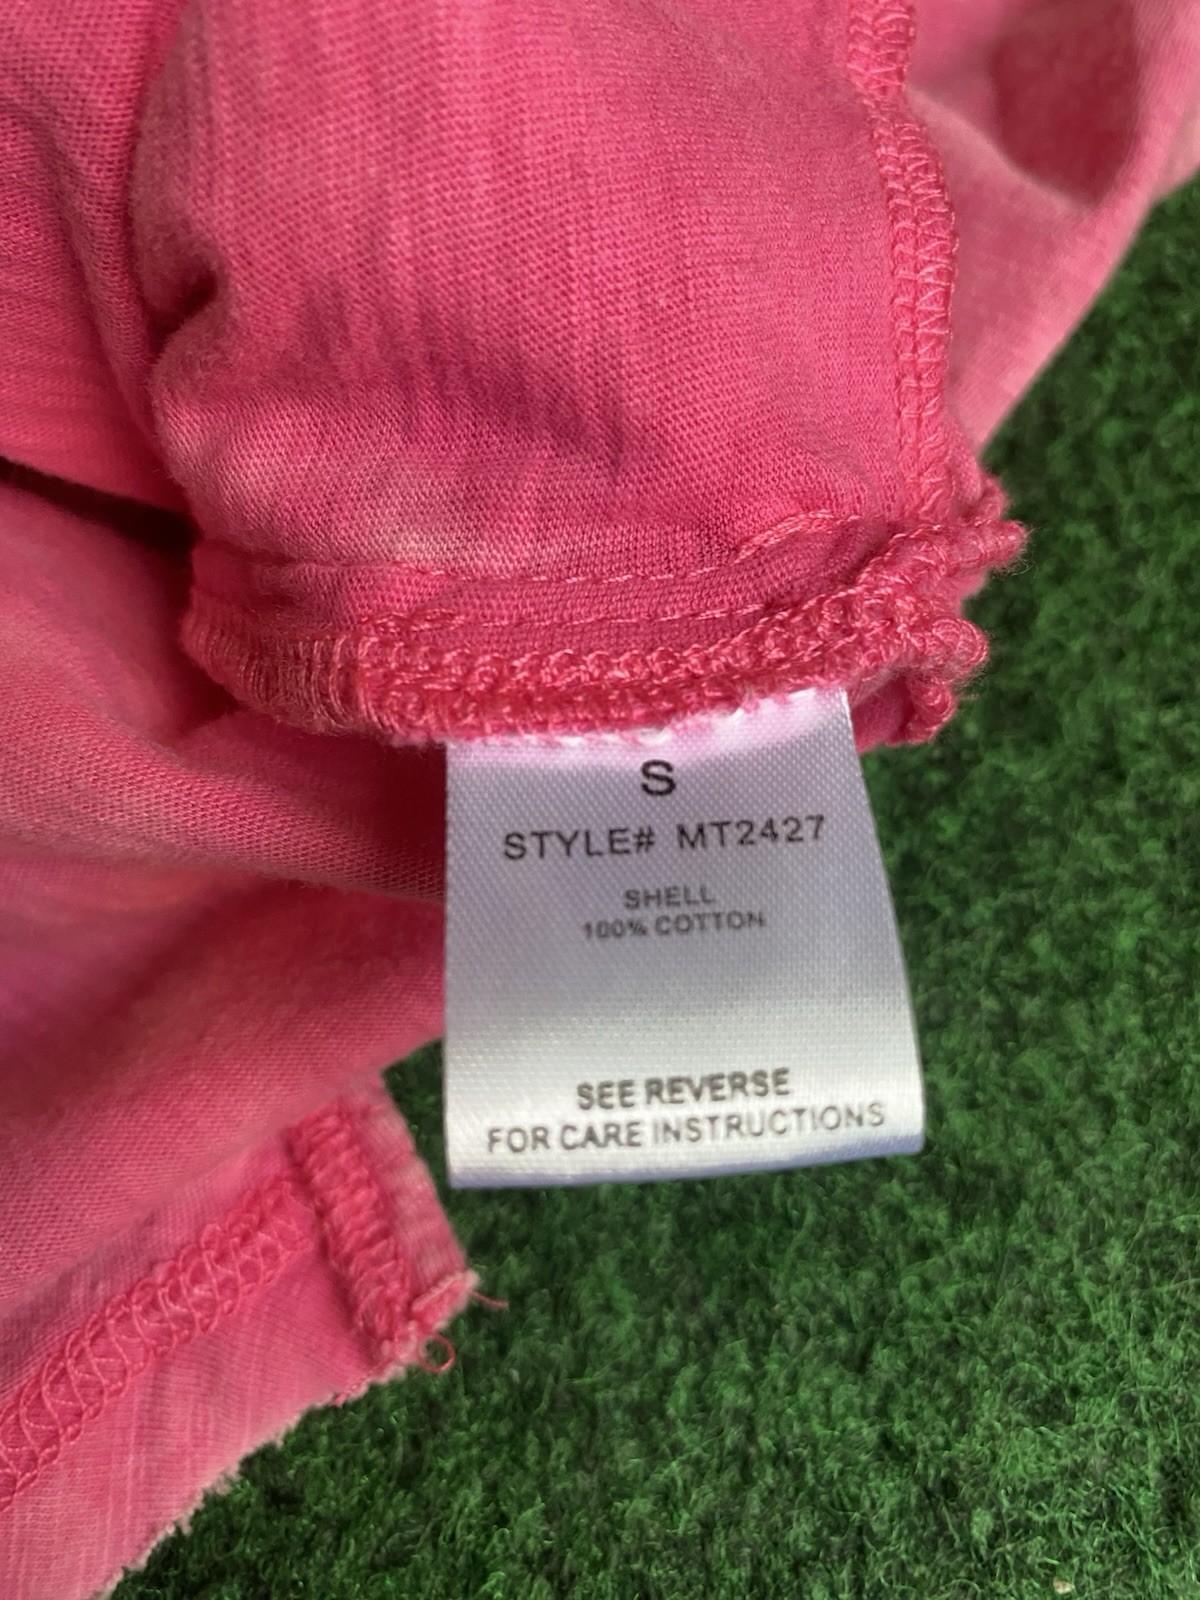 S
STYLE# MT2427
SHELL
100% COTTON
SEE REVERSE
FOR CARE INSTRUCTIONS